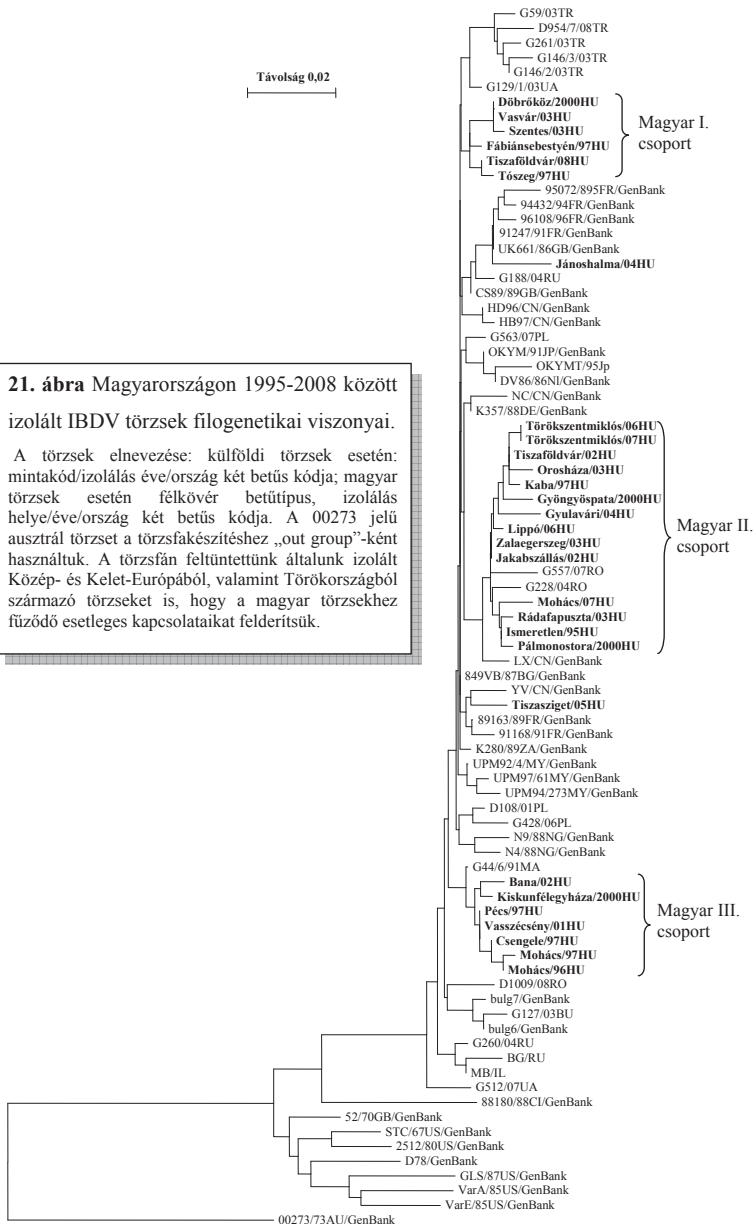 G59/03TR
D954/7/08TR
G261/03TR
G146/3/03TR
G146/2/03TR
Távolság 0,02
G129/1/03UA
Döbrőköz/2000HU
Vasvár/03HU
Szentes/03HU
Fábiánsebestyén/97HU
Tiszaföldvár/08HU
Tószeg/97HU
Magyar I.
csoport
95072/895FR/GenBank
94432/94FR/GenBank
96108/96FR/GenBank
91247/91FR/GenBank
UK661/86GB/GenBank
Jánoshalma/04HU
G188/04RU
CS89/89GB/GenBank
HD96/CN/GenBank
HB97/CN/GenBank
G563/07PL
OKYM/91JP/GenBank
OKYMT/95Jp
DV86/86Nl/GenBank
NC/CN/GenBank
K357/88DE/GenBank
21. ábra Magyarországon 1995-2008 között
izolált IBDV törzsek filogenetikai viszonyai.
A törzsek elnevezése: külföldi törzsek esetén:
mintakód/izolálás éve/ország két betűs kódja; magyar
törzsek esetén félkövér betűtípus, izolálás
helye/éve/ország két betűs kódja. A 00273 jelű
ausztrál törzset a törzsfakészítéshez „out group”-ként
használtuk. A törzsfán feltüntettünk általunk izolált
Közép- és Kelet-Európából, valamint Törökországból
származó törzseket is, hogy a magyar törzsekhez
fűződő esetleges kapcsolataikat felderítsük.
Törökszentmiklós/06HU
Törökszentmiklós/07HU
Tiszaföldvár/02HU
Orosháza/03HU
Kaba/97HU
Gyöngyöspata/2000HU
Gyulavári/04HU
Lippó/06HU
Zalaegerszeg/03HU
Jakabszállás/02HU
G557/07RO
G228/04RO
Mohács/07HU
Rádafapuszta/03HU
Ismeretlen/95HU
Pálmonostora/2000HU
Magyar II.
csoport
LX/CN/GenBank
849VB/87BG/GenBank
YV/CN/GenBank
Tiszasziget/05HU
89163/89FR/GenBank
91168/91FR/GenBank
K280/89ZA/GenBank
UPM92/4/MY/GenBank
UPM97/61MY/GenBank
UPM94/273MY/GenBank
D108/01PL
G428/06PL
N9/88NG/GenBank
N4/88NG/GenBank
G44/6/91MA
Bana/02HU
Kiskunfélegyháza/2000HU
Pécs/97HU
Vasszécsény/01HU
Csengele/97HU
Mohács/97HU
Mohács/96HU
Magyar III.
csoport
D1009/08RO
bulg7/GenBank
G127/03BU
bulg6/GenBank
G260/04RU
BG/RU
MB/IL
G512/07UA
88180/88CI/GenBank
52/70GB/GenBank
STC/67US/GenBank
2512/80US/GenBank
D78/GenBank
GLS/87US/GenBank
VarA/85US/GenBank
VarE/85US/GenBank
00273/73AU/GenBank